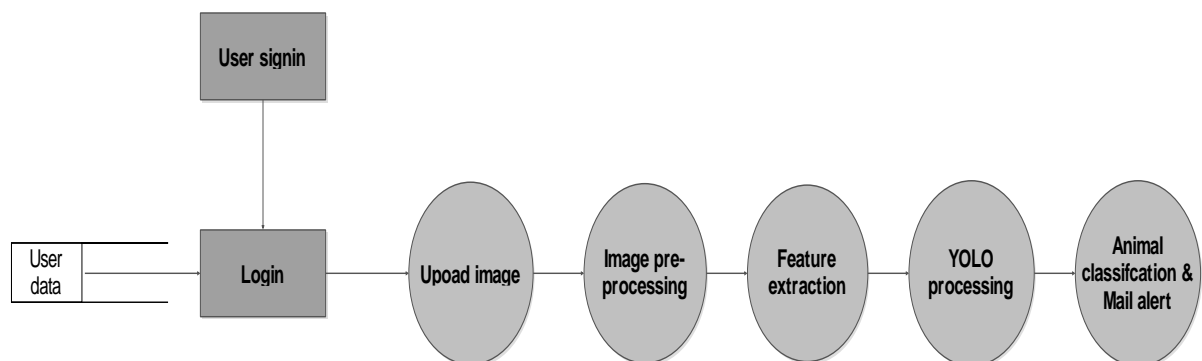 User signin
User
data
Login
Upoad image
Image pre-
processing
Feature
extraction
YOLO
processing
Animal
classifcation &
Mail alert